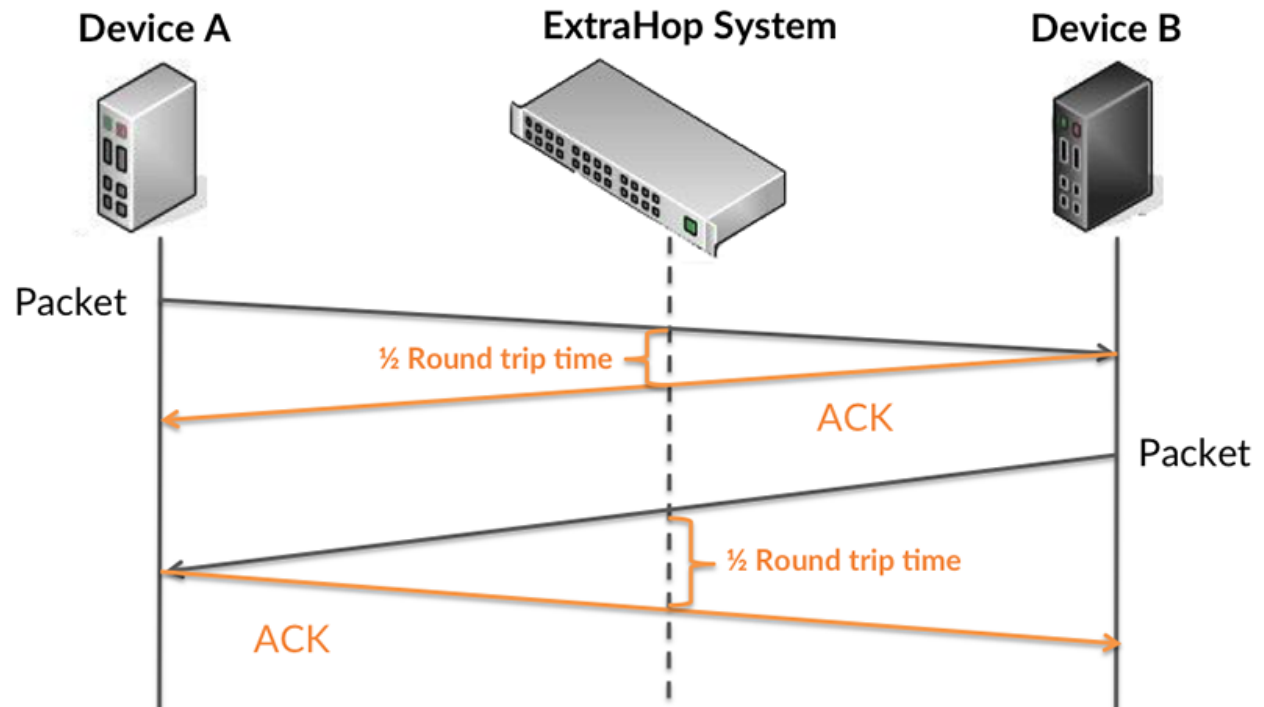 Device A
ExtraHop System
Device B
Packet
½ Round trip time
ACK
Packet
½ Round trip time
ACK